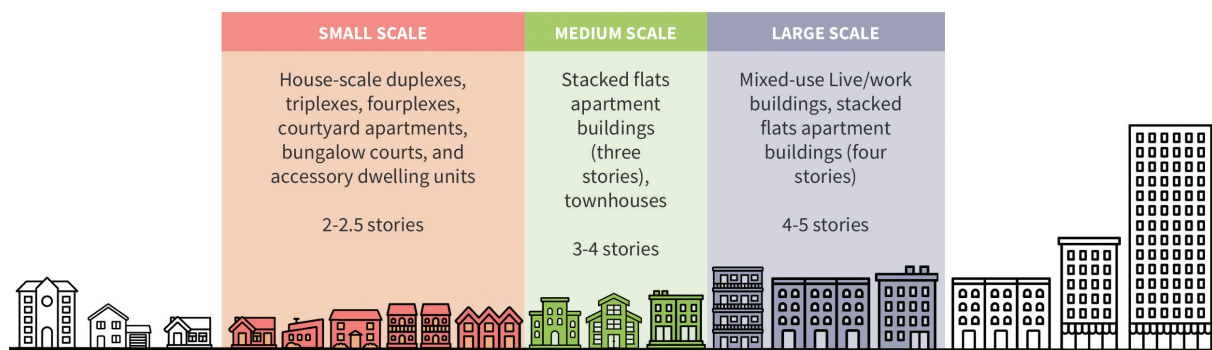 SMALL SCALE
House-scale duplexes,
triplexes, fourplexes,
courtyard apartments,
bungalow courts, and
accessory dwelling units
2-2.5 stories
MEDIUM SCALE
Stacked flats
apartment
buildings
(three
stories),
townhouses
3-4 stories
LARGE SCALE
Mixed-use Live/work
buildings, stacked
flats apartment
buildings (four
stories)
4-5 stories